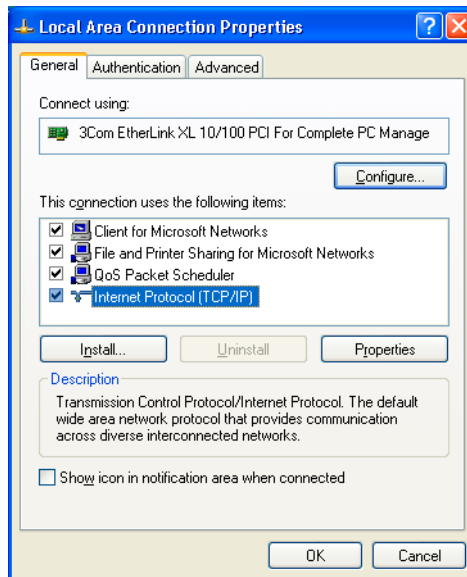 Local Area Connection Properties
General Authentication Advanced
Connect using:
3Com EtherLink XL 10/100 PCI For Complete PC Manage
Configure...
This connection uses the following items:
Client for Microsoft Networks
File and Printer Sharing for Microsoft Networks
QoS Packet Scheduler
Internet Protocol (TCP/IP)
Install... Uninstall Properties
Description
Transmission Control Protocol/Internet Protocol. The default
wide area network protocol that provides communication
across diverse interconnected networks.
Show icon in notification area when connected
OK Cancel